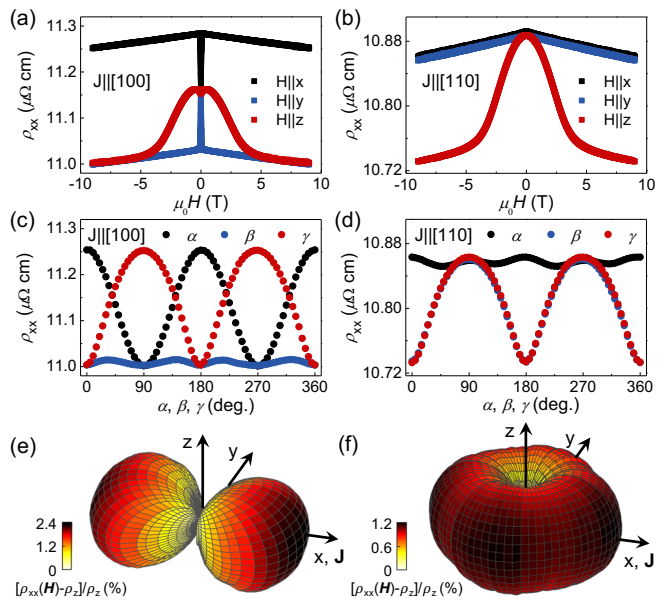 (a)
11.3
11.2
11.1
11.0
ρxx (μΩ cm)
J||[100]
H||x
H||y
H||z
-10 -5 0 5 10
μ0H (T)
(b)
10.88
10.80
10.72
ρxx (μΩ cm)
J||[110]
H||x
H||y
H||z
-10 -5 0 5 10
μ0H (T)
(c)
11.3
11.2
11.1
11.0
ρxx (μΩ cm)
J||[100] α β γ
0 90 180 270 360
α, β, γ (deg.)
(d)
10.88
10.80
10.72
ρxx (μΩ cm)
J||[110] α β γ
0 90 180 270 360
α, β, γ (deg.)
(e)
z
y
x, J
2.4
1.2
0
[ρxx(H)-ρz]/ρz (%)
(f)
z
y
x, J
1.2
0.6
0
[ρxx(H)-ρz]/ρz (%)